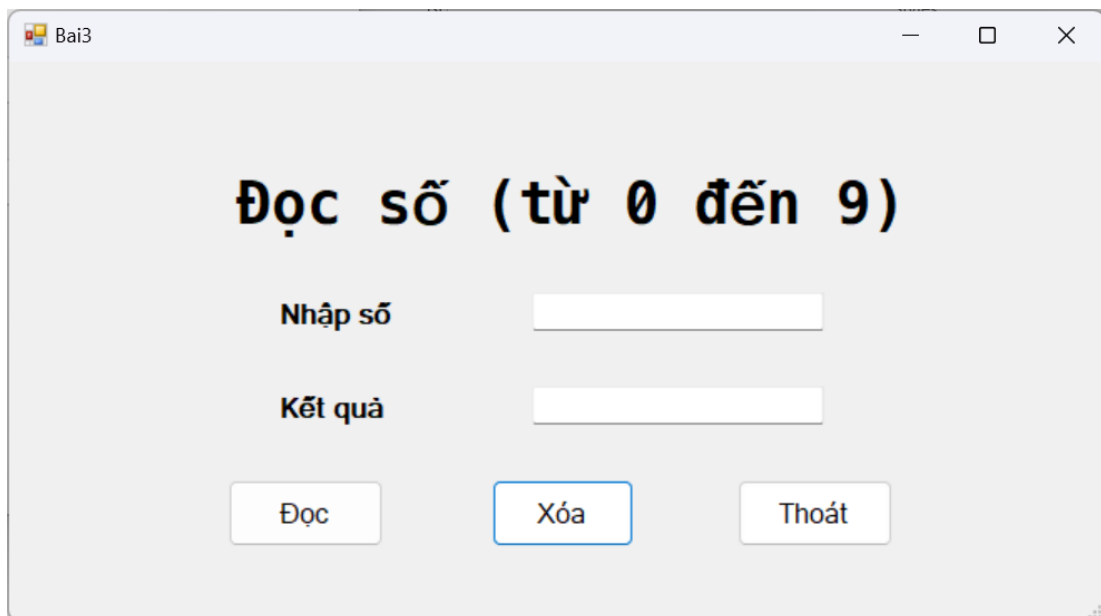 Bai3
Đọc số (từ 0 đến 9)
Nhập số
Kết quả
Đọc Xóa Thoát